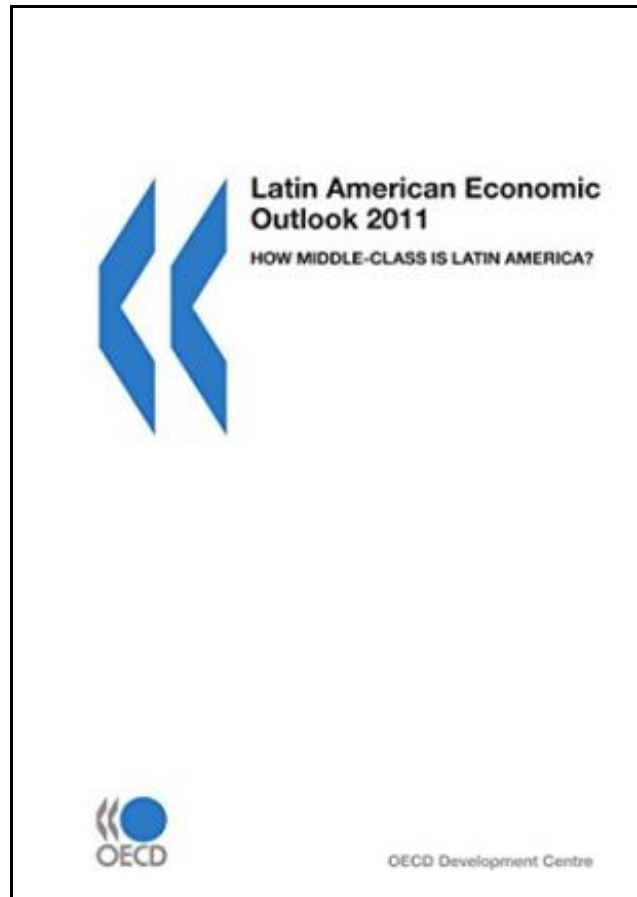 Latin American Economic
Outlook 2011
HOW MIDDLE-CLASS IS LATIN AMERICA?
OECD
OECD Development Centre